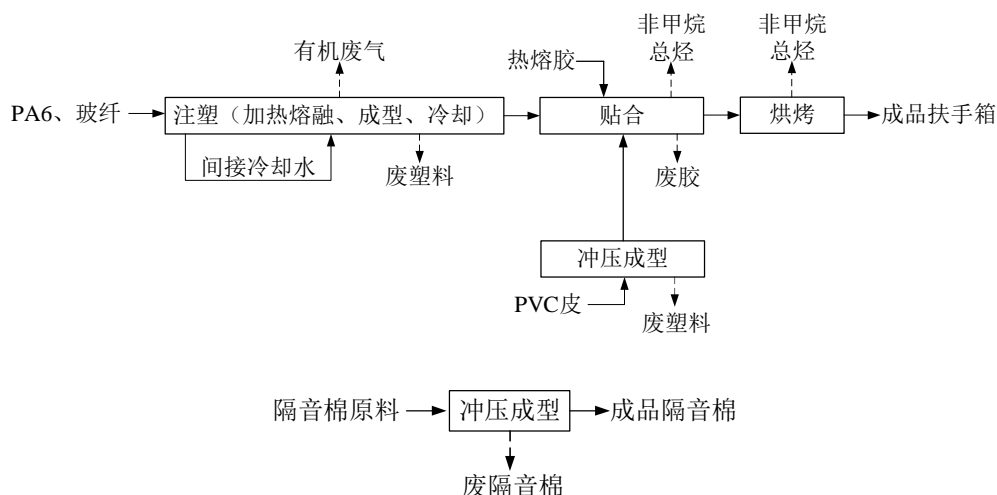 有机废气
非甲烷
总烃
非甲烷
总烃
热熔胶
PA6、玻纤
注塑（加热熔融、成型、冷却）
贴合
烘烤
成品扶手箱
间接冷却水
废塑料
废胶
冲压成型
PVC皮
废塑料
隔音棉原料
冲压成型
成品隔音棉
废隔音棉